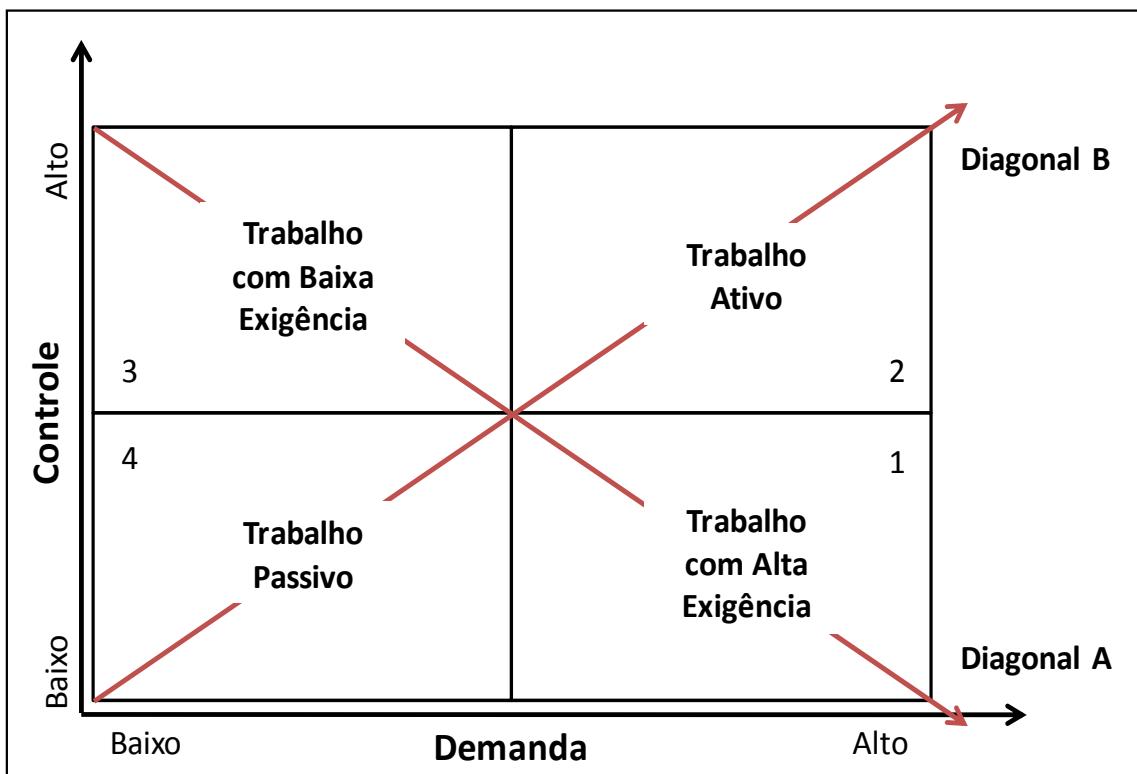 Alto
Diagonal B
Trabalho
com Baixa
Exigência
Trabalho
Ativo
3
2
Controle
4
1
Trabalho
Passivo
Trabalho
com Alta
Exigência
Baixo
Diagonal A
Baixo
Demanda
Alto